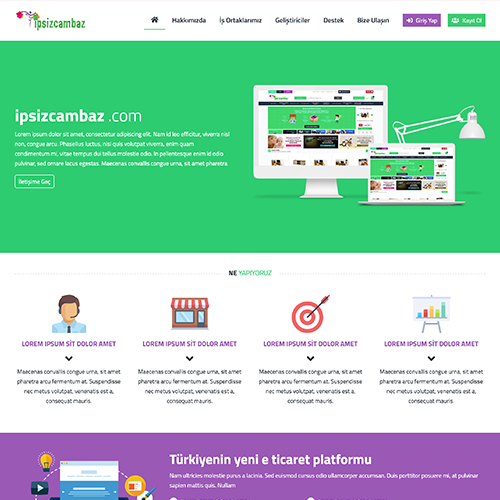 ipsizcambaz
Hakkımızda İş Ortaklarımız Geliştiriciler Destek Bize Ulaşın Giriş Yap Kayıt Ol
ipsizcambaz .com
Lorem ipsum dolor sit amet, consectetur adipiscing elit. Nam id leo efficitur, viverra nisl
non, congue arcu. Phasellus luctus, nisi quis volutpat viverra, enim quam
condimentum mi, vitae tempus dui tellus molestie odio. In pellentesque enim id odio
pulvinar, sed ornare lacus egestas. Maecenas convallis congue urna, sit amet pharetra
İletişime Geç
NE YAPIYORUZ
LOREM IPSUM SİT DOLOR AMET
LOREM IPSUM SİT DOLOR AMET
LOREM IPSUM SİT DOLOR AMET
LOREM IPSUM SİT DOLOR AMET
Maecenas convallis congue urna, sit amet
pharetra arcu fermentum at. Suspendisse
nec metus volutpat, venenatis est a,
consequat mauris.
Maecenas convallis congue urna, sit amet
pharetra arcu fermentum at. Suspendisse
nec metus volutpat, venenatis est a,
consequat mauris.
Maecenas convallis congue urna, sit amet
pharetra arcu fermentum at. Suspendisse
nec metus volutpat, venenatis est a,
consequat mauris.
Maecenas convallis congue urna, sit amet
pharetra arcu fermentum at. Suspendisse
nec metus volutpat, venenatis est a,
consequat mauris.
Türkiyenin yeni e ticaret platformu
Nam ultricies molestie purus a lacinia. Sed euismod cursus odio ullamcorper accumsan. Duis porttitor posuere mi, at pulvinar
sapien mattis quis. Nullam